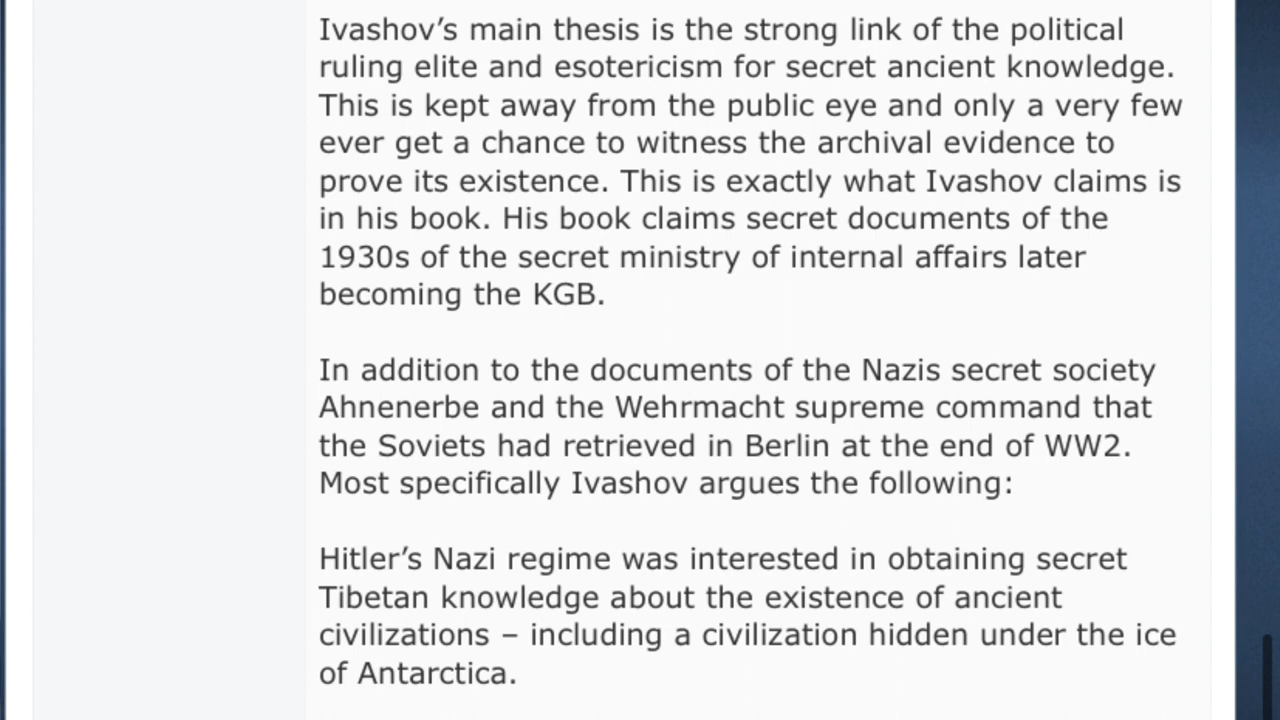 Ivashov’s main thesis is the strong link of the political
ruling elite and esotericism for secret ancient knowledge.
This is kept away from the public eye and only a very few
ever get a chance to witness the archival evidence to
prove its existence. This is exactly what Ivashov claims is
in his book. His book claims secret documents of the
1930s of the secret ministry of internal affairs later
becoming the KGB.
In addition to the documents of the Nazis secret society
Ahnenerbe and the Wehrmacht supreme command that
the Soviets had retrieved in Berlin at the end of WW2.
Most specifically Ivashov argues the following:
Hitler’s Nazi regime was interested in obtaining secret
Tibetan knowledge about the existence of ancient
civilizations – including a civilization hidden under the ice
of Antarctica.